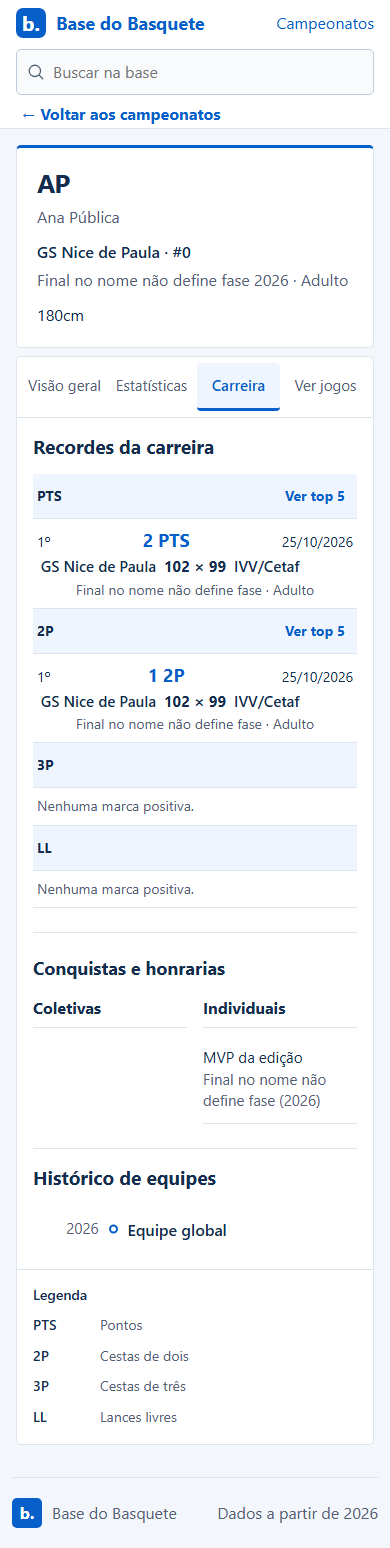 b. Base do Basquete Campeonatos
Buscar na base
← Voltar aos campeonatos
AP
Ana Pública
GS Nice de Paula · #0
Final no nome não define fase 2026 · Adulto
180cm
Visão geral Estatísticas Carreira Ver jogos
Recordes da carreira
PTS Ver top 5
1º 2 PTS 25/10/2026
GS Nice de Paula 102 × 99 IVV/Cetaf
Final no nome não define fase · Adulto
2P Ver top 5
1º 1 2P 25/10/2026
GS Nice de Paula 102 × 99 IVV/Cetaf
Final no nome não define fase · Adulto
3P
Nenhuma marca positiva.
LL
Nenhuma marca positiva.
Conquistas e honrarias
Coletivas
Individuais
MVP da edição
Final no nome não
define fase (2026)
Histórico de equipes
2026 Equipe global
Legenda
PTS Pontos
2P Cestas de dois
3P Cestas de três
LL Lances livres
b. Base do Basquete Dados a partir de 2026